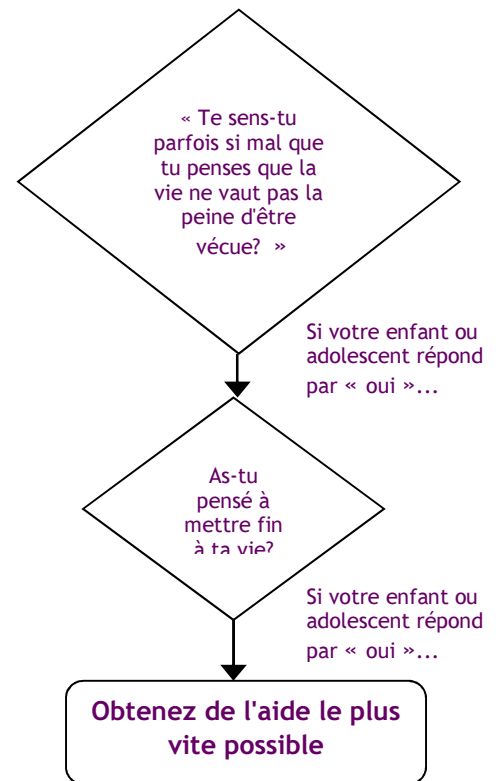 « Te sens-tu
parfois si mal que
tu penses que la
vie ne vaut pas la
peine d'être
vécue? »
Si votre enfant ou
adolescent répond
par « oui »...
As-tu
pensé à
mettre fin
à ta vie?
Si votre enfant ou
adolescent répond
par « oui »...
Obtenez de l'aide le plus
vite possible